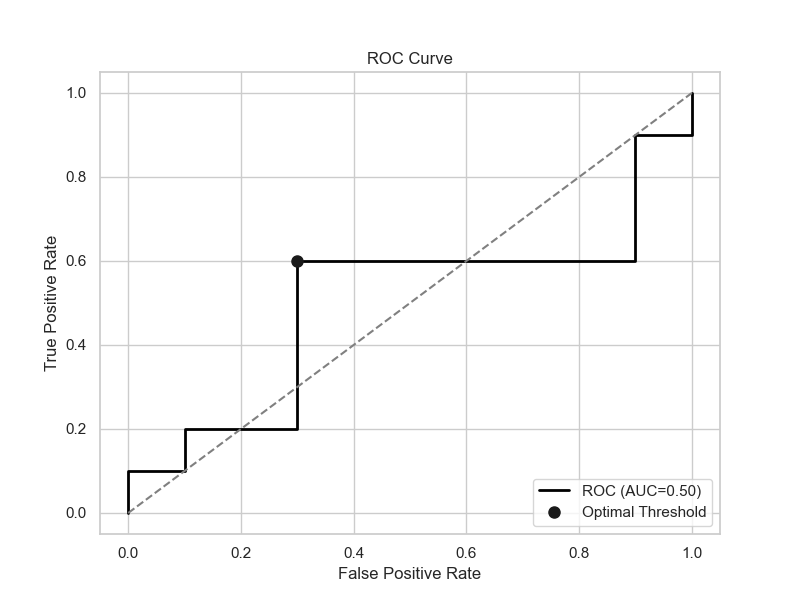 ROC Curve
True Positive Rate
1.0
0.8
0.6
0.4
0.2
0.0
ROC (AUC=0.50)
Optimal Threshold
0.0 0.2 0.4 0.6 0.8 1.0
False Positive Rate